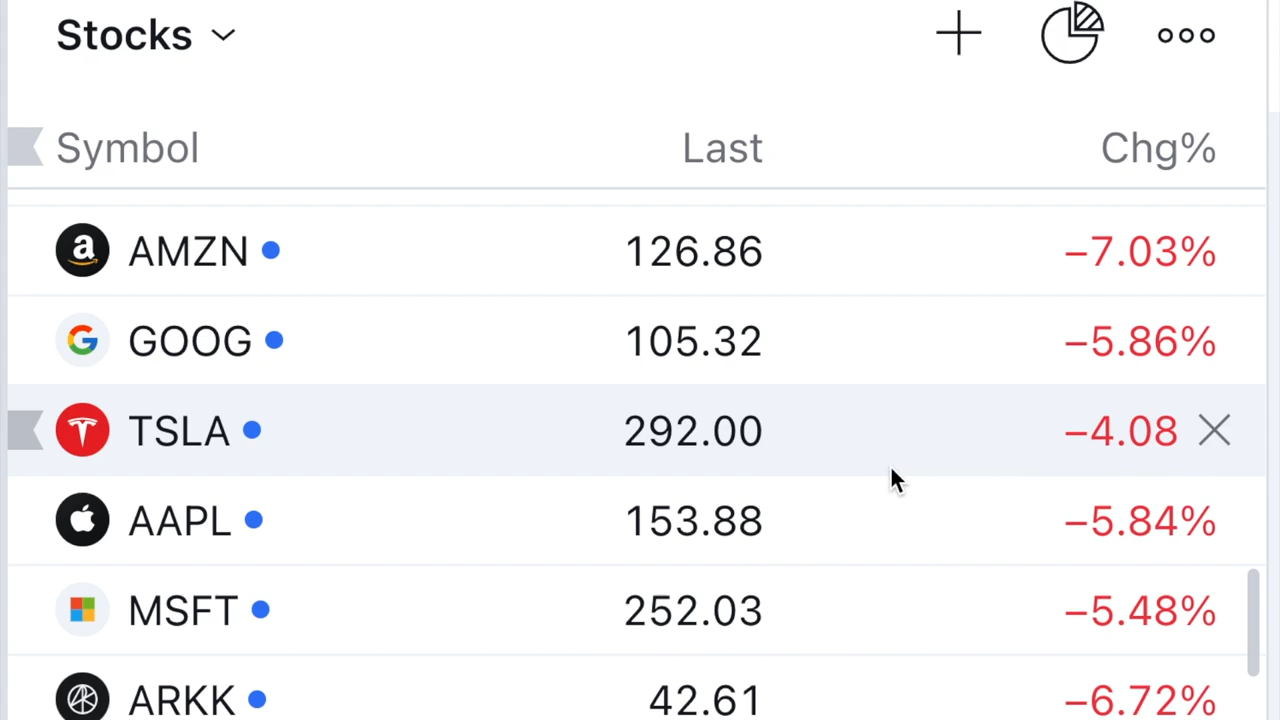 Stocks
Symbol Last Chg%
AMZN 126.86 −7.03%
GOOG 105.32 −5.86%
TSLA 292.00 −4.08
AAPL 153.88 −5.84%
MSFT 252.03 −5.48%
ARKK 42.61 −6.72%